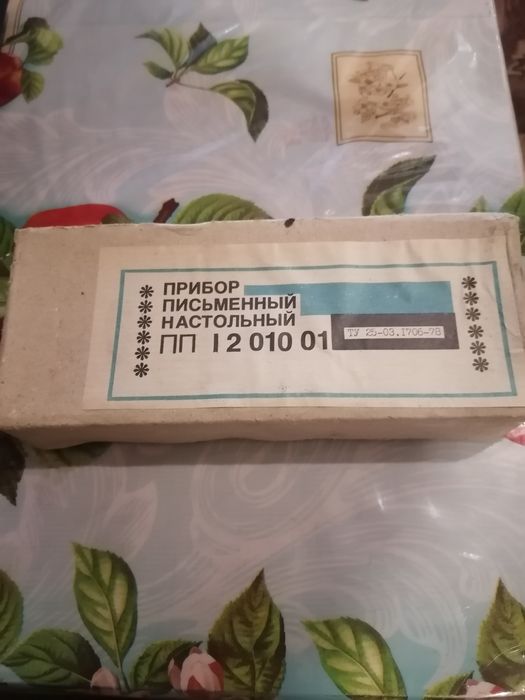 ПРИБОР
ПИСЬМЕННЫЙ
НАСТОЛЬНЫЙ
ПП 12 010 01
ТУ 25-03.1706-78